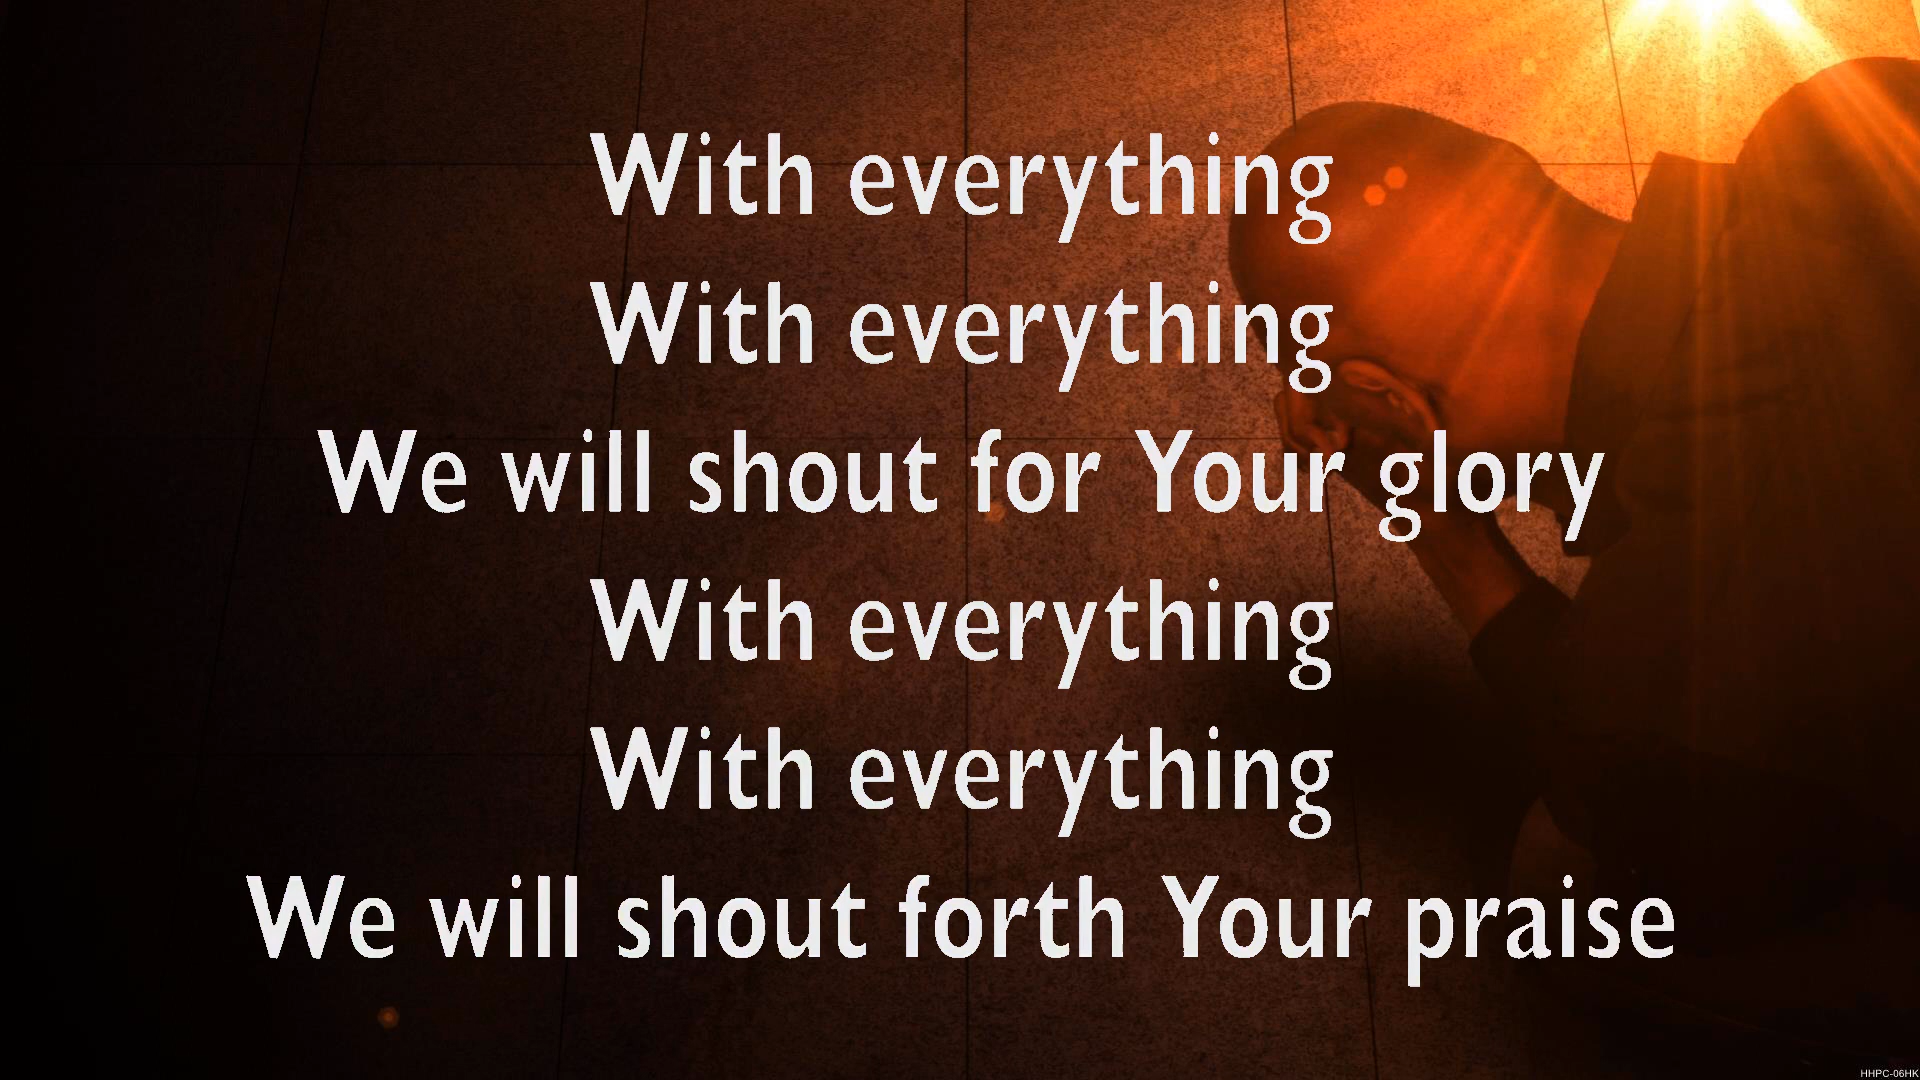 With everything
With everything
We will shout for Your glory
With everything
With everything
We will shout forth Your praise
HHPC-06HK